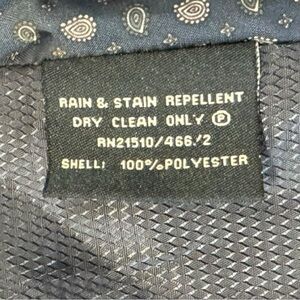 RAIN & STAIN REPELLENT
DRY CLEAN ONLY Ⓟ
RN21510/466/2
SHELL: 100%POLYESTER